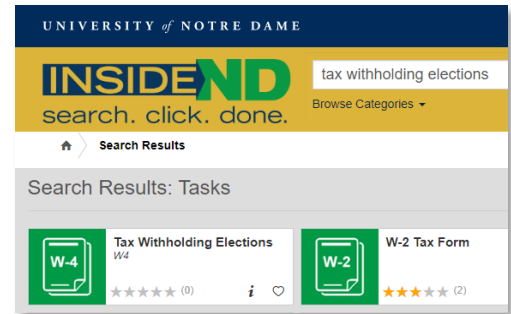 UNIVERSITY of NOTRE DAME
INSIDEND
search. click. done.
tax withholding elections
Browse Categories
Search Results
Search Results: Tasks
W-4
Tax Withholding Elections
W4
(0)
i
W-2
W-2 Tax Form
(2)